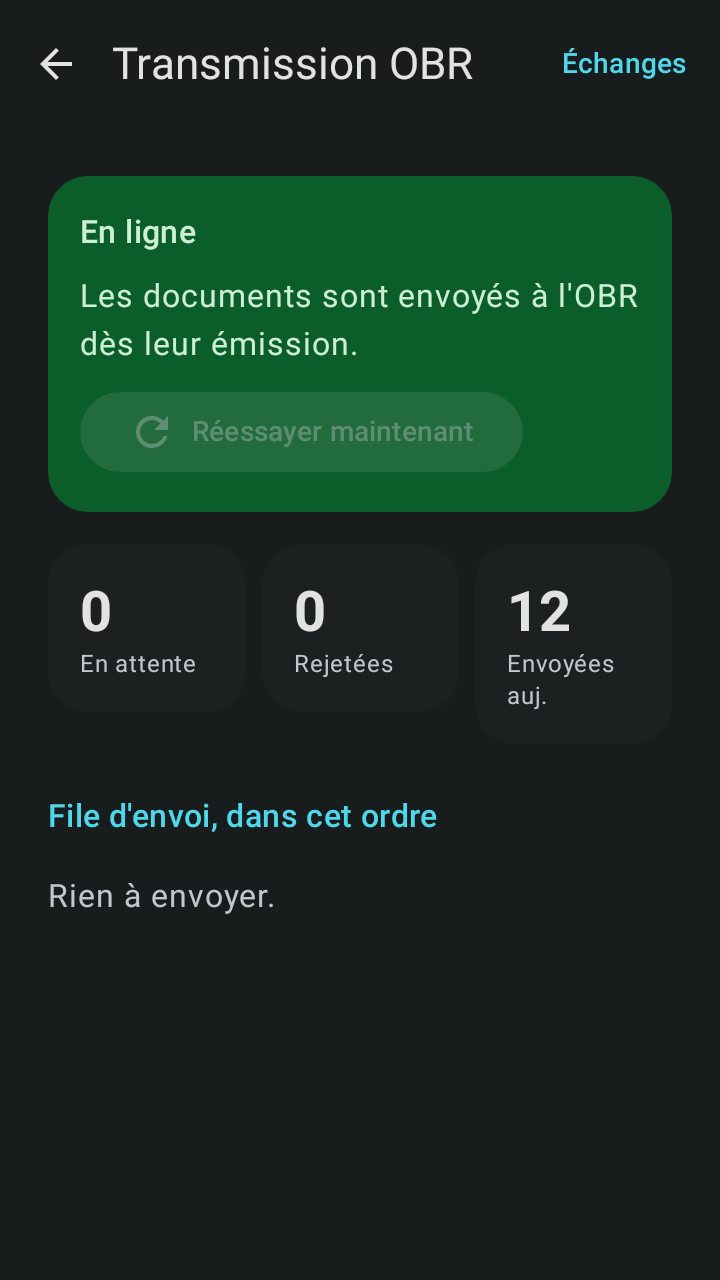 Transmission OBR
Échanges
En ligne
Les documents sont envoyés à l'OBR
dès leur émission.
Réessayer maintenant
0
En attente
0
Rejetées
12
Envoyées
auj.
File d'envoi, dans cet ordre
Rien à envoyer.